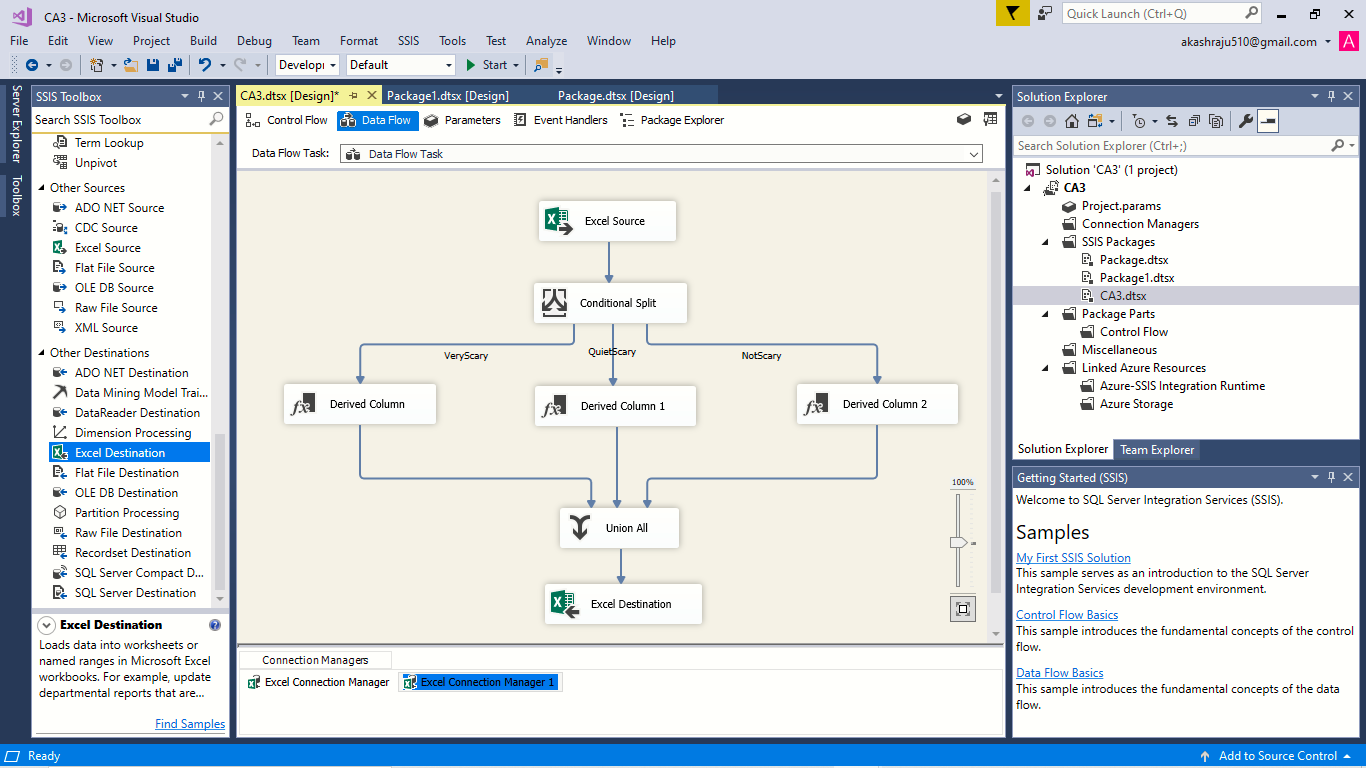 CA3 - Microsoft Visual Studio
Quick Launch (Ctrl+Q)
File Edit View Project Build Debug Team Format SSIS Tools Test Analyze Window Help
akashraju510@gmail.com
A
Developi
Default
Start
Server Explorer
Toolbox
SSIS Toolbox
Search SSIS Toolbox
Term Lookup
Unpivot
Other Sources
ADO NET Source
CDC Source
Excel Source
Flat File Source
OLE DB Source
Raw File Source
XML Source
Other Destinations
ADO NET Destination
Data Mining Model Trai...
DataReader Destination
Dimension Processing
Excel Destination
Flat File Destination
OLE DB Destination
Partition Processing
Raw File Destination
Recordset Destination
SQL Server Compact D...
SQL Server Destination
Excel Destination
Loads data into worksheets or
named ranges in Microsoft Excel
workbooks. For example, update
departmental reports that are...
Find Samples
CA3.dtsx [Design]*
Package1.dtsx [Design]
Package.dtsx [Design]
Control Flow
Data Flow
Parameters
Event Handlers
Package Explorer
Data Flow Task:
Data Flow Task
Excel Source
Conditional Split
VeryScary
QuietScary
NotScary
fx Derived Column
fx Derived Column 1
fx Derived Column 2
Union All
Excel Destination
100%
Connection Managers
Excel Connection Manager
Excel Connection Manager 1
Solution Explorer
Search Solution Explorer (Ctrl+;)
Solution 'CA3' (1 project)
CA3
Project.params
Connection Managers
SSIS Packages
Package.dtsx
Package1.dtsx
CA3.dtsx
Package Parts
Control Flow
Miscellaneous
Linked Azure Resources
Azure-SSIS Integration Runtime
Azure Storage
Solution Explorer
Team Explorer
Getting Started (SSIS)
Welcome to SQL Server Integration Services (SSIS).
Samples
My First SSIS Solution
This sample serves as an introduction to the SQL Server
Integration Services development environment.
Control Flow Basics
This sample introduces the fundamental concepts of the control
flow.
Data Flow Basics
This sample introduces the fundamental concepts of the data
flow.
Ready
Add to Source Control